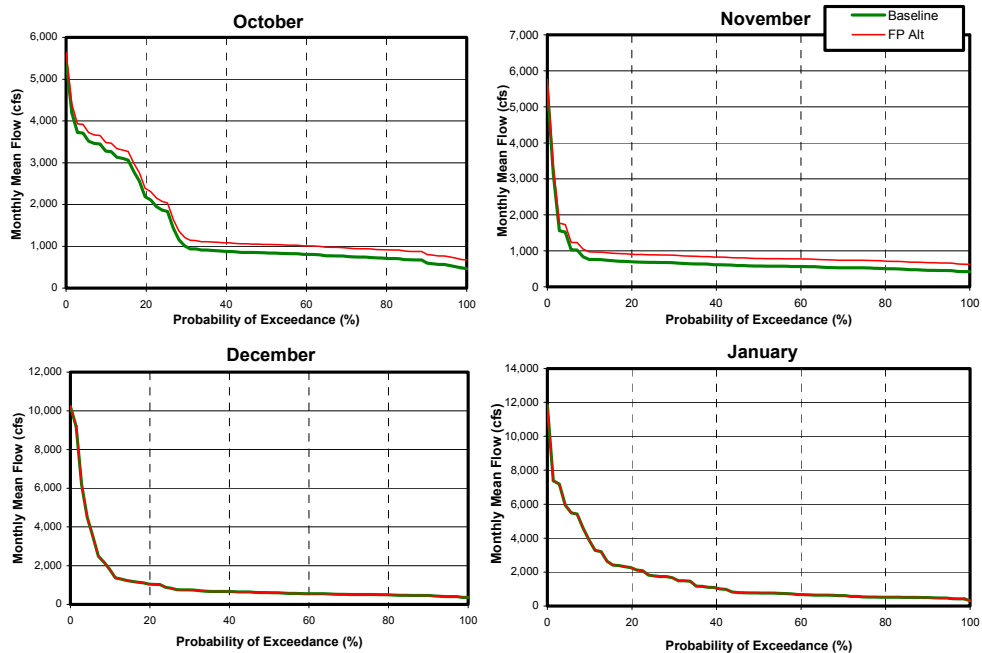 October
6,000
5,000
4,000
3,000
2,000
1,000
0
Monthly Mean Flow (cfs)
0 20 40 60 80 100
Probability of Exceedance (%)
November
Baseline
FP Alt
7,000
6,000
5,000
4,000
3,000
2,000
1,000
0
Monthly Mean Flow (cfs)
0 20 40 60 80 100
Probability of Exceedance (%)
December
12,000
10,000
8,000
6,000
4,000
2,000
0
Monthly Mean Flow (cfs)
0 20 40 60 80 100
Probability of Exceedance (%)
January
14,000
12,000
10,000
8,000
6,000
4,000
2,000
0
Monthly Mean Flow (cfs)
0 20 40 60 80 100
Probability of Exceedance (%)